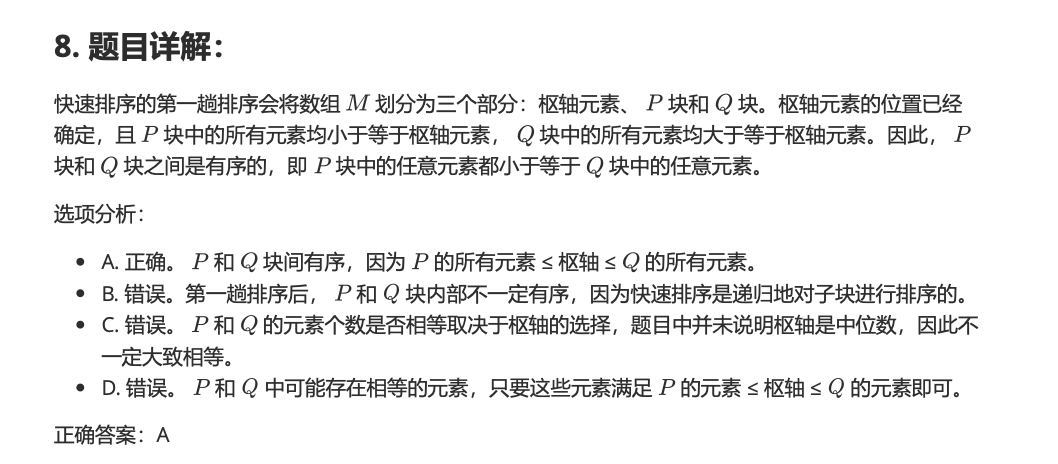 8. 题目详解：
快速排序的第一趟排序会将数组 M 划分为三个部分：枢轴元素、 P 块和 Q 块。枢轴元素的位置已经
确定，且 P 块中的所有元素均小于等于枢轴元素， Q 块中的所有元素均大于等于枢轴元素。因此， P
块和 Q 块之间是有序的，即 P 块中的任意元素都小于等于 Q 块中的任意元素。
选项分析：
• A. 正确。 P 和 Q 块间有序，因为 P 的所有元素 ≤ 枢轴 ≤ Q 的所有元素。
• B. 错误。第一趟排序后， P 和 Q 块内部不一定有序，因为快速排序是递归地对子块进行排序的。
• C. 错误。 P 和 Q 的元素个数是否相等取决于枢轴的选择，题目中并未说明枢轴是中位数，因此不
一定大致相等。
• D. 错误。 P 和 Q 中可能存在相等的元素，只要这些元素满足 P 的元素 ≤ 枢轴 ≤ Q 的元素即可。
正确答案：A